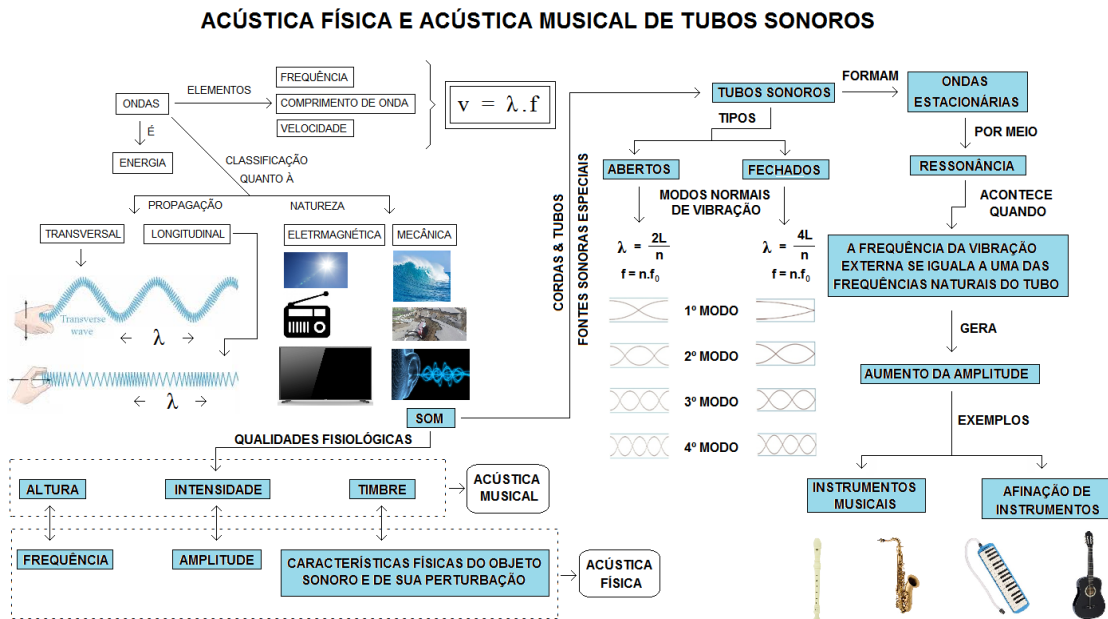 ACÚSTICA FÍSICA E ACÚSTICA MUSICAL DE TUBOS SONOROS
ONDAS
ELEMENTOS
FREQUÊNCIA
COMPRIMENTO DE ONDA
VELOCIDADE
v = λ.f
É
ENERGIA
CLASSIFICAÇÃO
QUANTO À
PROPAGAÇÃO
NATUREZA
TRANSVERSAL
LONGITUDINAL
ELETRMAGNÉTICA
MECÂNICA
Transverse
wave
λ
λ
SOM
CORDAS & TUBOS
FONTES SONORAS ESPECIAIS
QUALIDADES FISIOLÓGICAS
ALTURA
INTENSIDADE
TIMBRE
ACÚSTICA
MUSICAL
FREQUÊNCIA
AMPLITUDE
CARACTERÍSTICAS FÍSICAS DO OBJETO
SONORO E DE SUA PERTURBAÇÃO
ACÚSTICA
FÍSICA
TUBOS SONOROS
FORMAM
ONDAS
ESTACIONÁRIAS
TIPOS
POR MEIO
ABERTOS
FECHADOS
RESSONÂNCIA
MODOS NORMAIS
DE VIBRAÇÃO
ACONTECE
QUANDO
λ = 2L/n
f = n.f₀
λ = 4L/n
f = n.f₀
A FREQUÊNCIA DA VIBRAÇÃO
EXTERNA SE IGUALA A UMA DAS
FREQUÊNCIAS NATURAIS DO TUBO
1º MODO
2º MODO
3º MODO
4º MODO
GERA
AUMENTO DA AMPLITUDE
EXEMPLOS
INSTRUMENTOS
MUSICAIS
AFINAÇÃO DE
INSTRUMENTOS